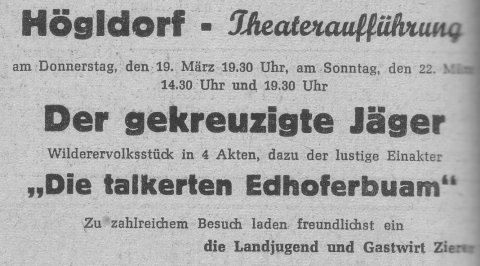 Högldorf - Theateraufführung
am Donnerstag, den 19. März 19.30 Uhr, am Sonntag, den 22. März
14.30 Uhr und 19.30 Uhr
Der gekreuzigte Jäger
Wilderervolksstück in 4 Akten, dazu der lustige Einakter
„Die talkerten Edhoferbuam"
Zu zahlreichem Besuch laden freundlichst ein
die Landjugend und Gastwirt